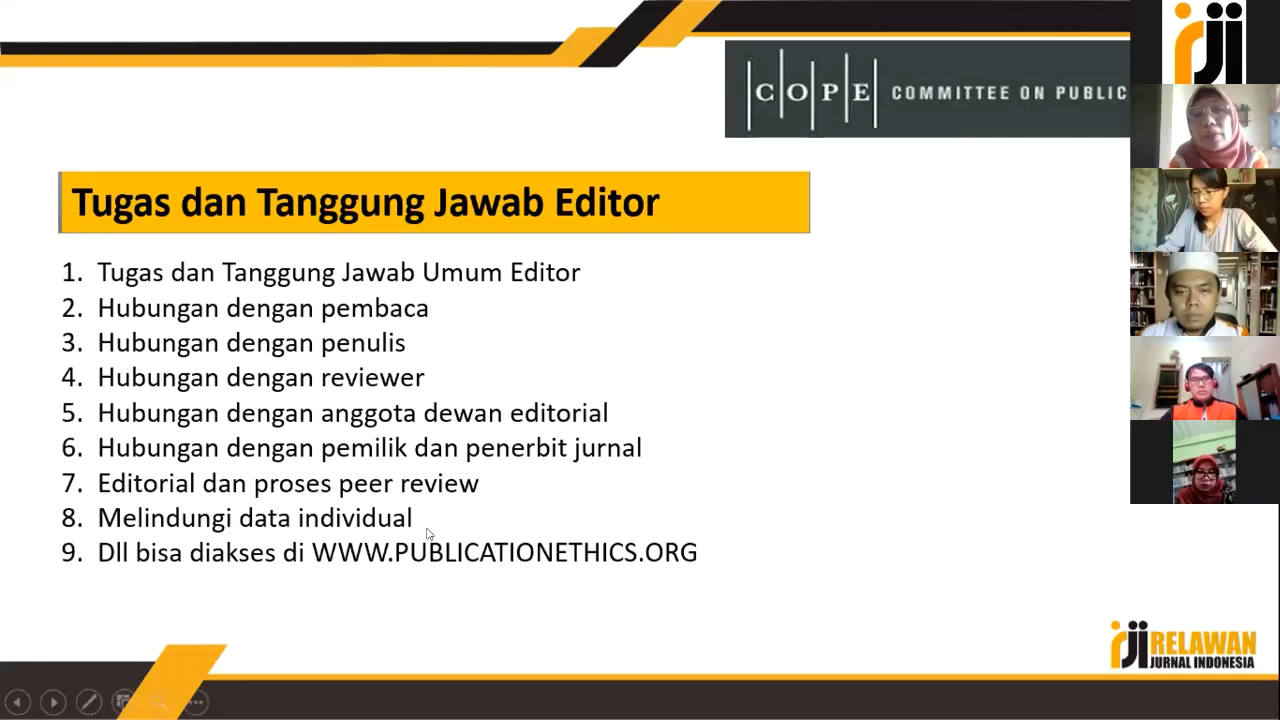 COPE COMMITTEE ON PUBLIC
rji
Tugas dan Tanggung Jawab Editor
1. Tugas dan Tanggung Jawab Umum Editor
2. Hubungan dengan pembaca
3. Hubungan dengan penulis
4. Hubungan dengan reviewer
5. Hubungan dengan anggota dewan editorial
6. Hubungan dengan pemilik dan penerbit jurnal
7. Editorial dan proses peer review
8. Melindungi data individual
9. Dll bisa diakses di WWW.PUBLICATIONETHICS.ORG
rji RELAWAN
JURNAL INDONESIA